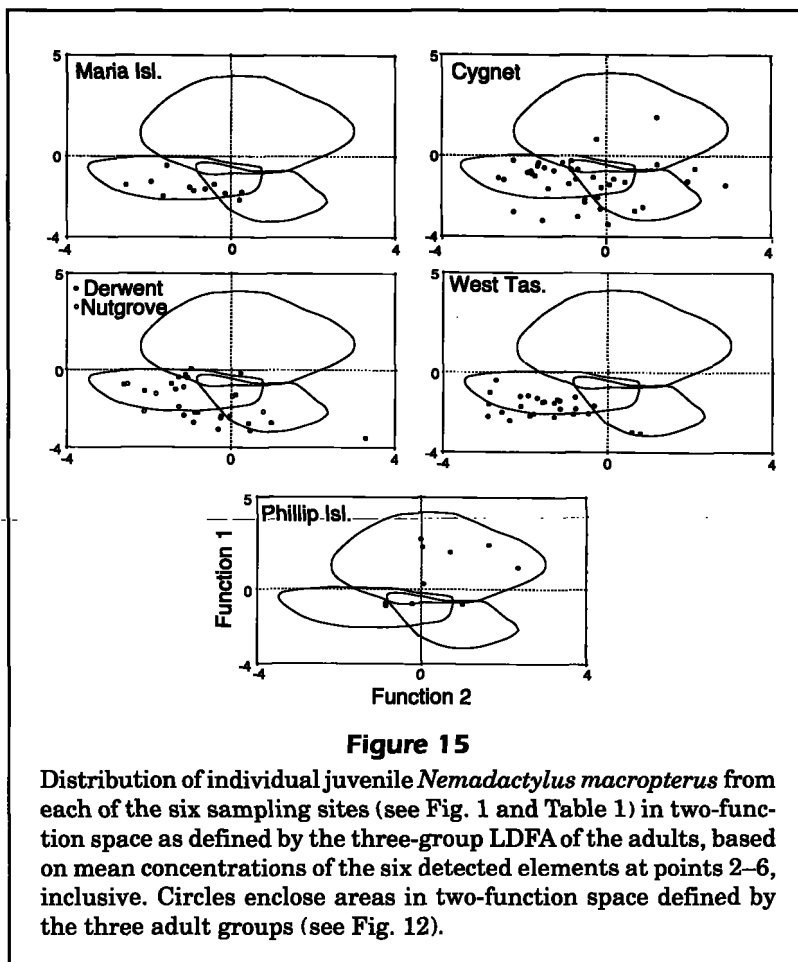 5
Maria Isl.
0
-4
-4
0
4
5
Cygnet
0
-4
-4
0
4
5
• Derwent
◦Nutgrove
0
-4
-4
0
4
5
West Tas.
0
-4
-4
0
4
5
Phillip Isl.
0
-4
-4
0
4
Function 1
Function 2
Figure 15
Distribution of individual juvenile Nemadactylus macropterus from
each of the six sampling sites (see Fig. 1 and Table 1) in two-func-
tion space as defined by the three-group LDFA of the adults, based
on mean concentrations of the six detected elements at points 2–6,
inclusive. Circles enclose areas in two-function space defined by
the three adult groups (see Fig. 12).